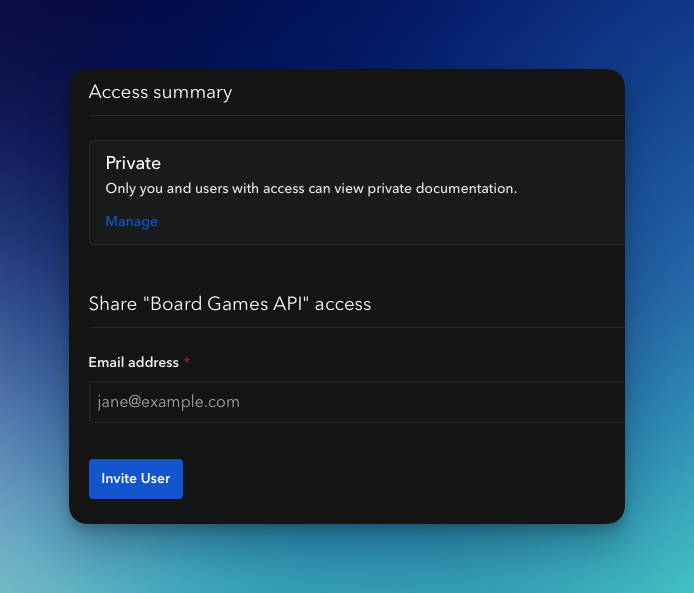 Access summary
Private
Only you and users with access can view private documentation.
Manage
Share "Board Games API" access
Email address *
jane@example.com
Invite User